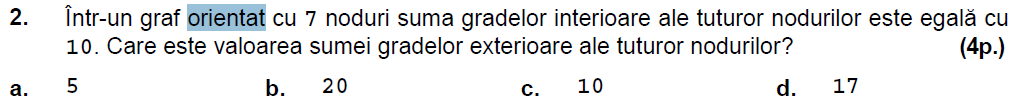 2. Într-un graf orientat cu 7 noduri suma gradelor interioare ale tuturor nodurilor este egală cu
10. Care este valoarea sumei gradelor exterioare ale tuturor nodurilor? (4p.)
a. 5 b. 20 c. 10 d. 17